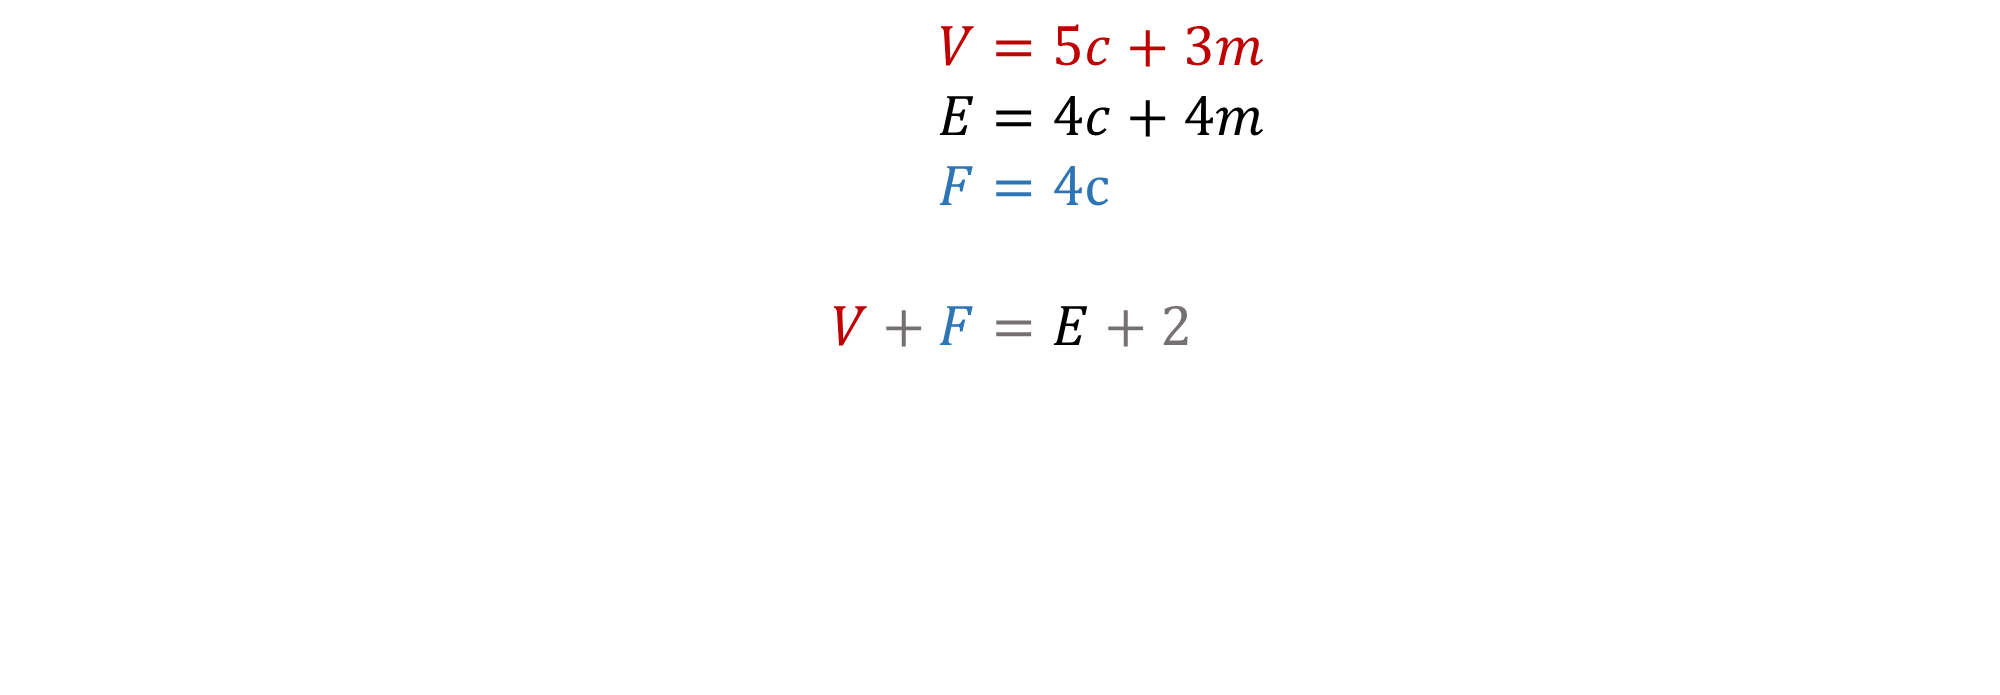 V = 5c + 3m
E = 4c + 4m
F = 4c
V + F = E + 2